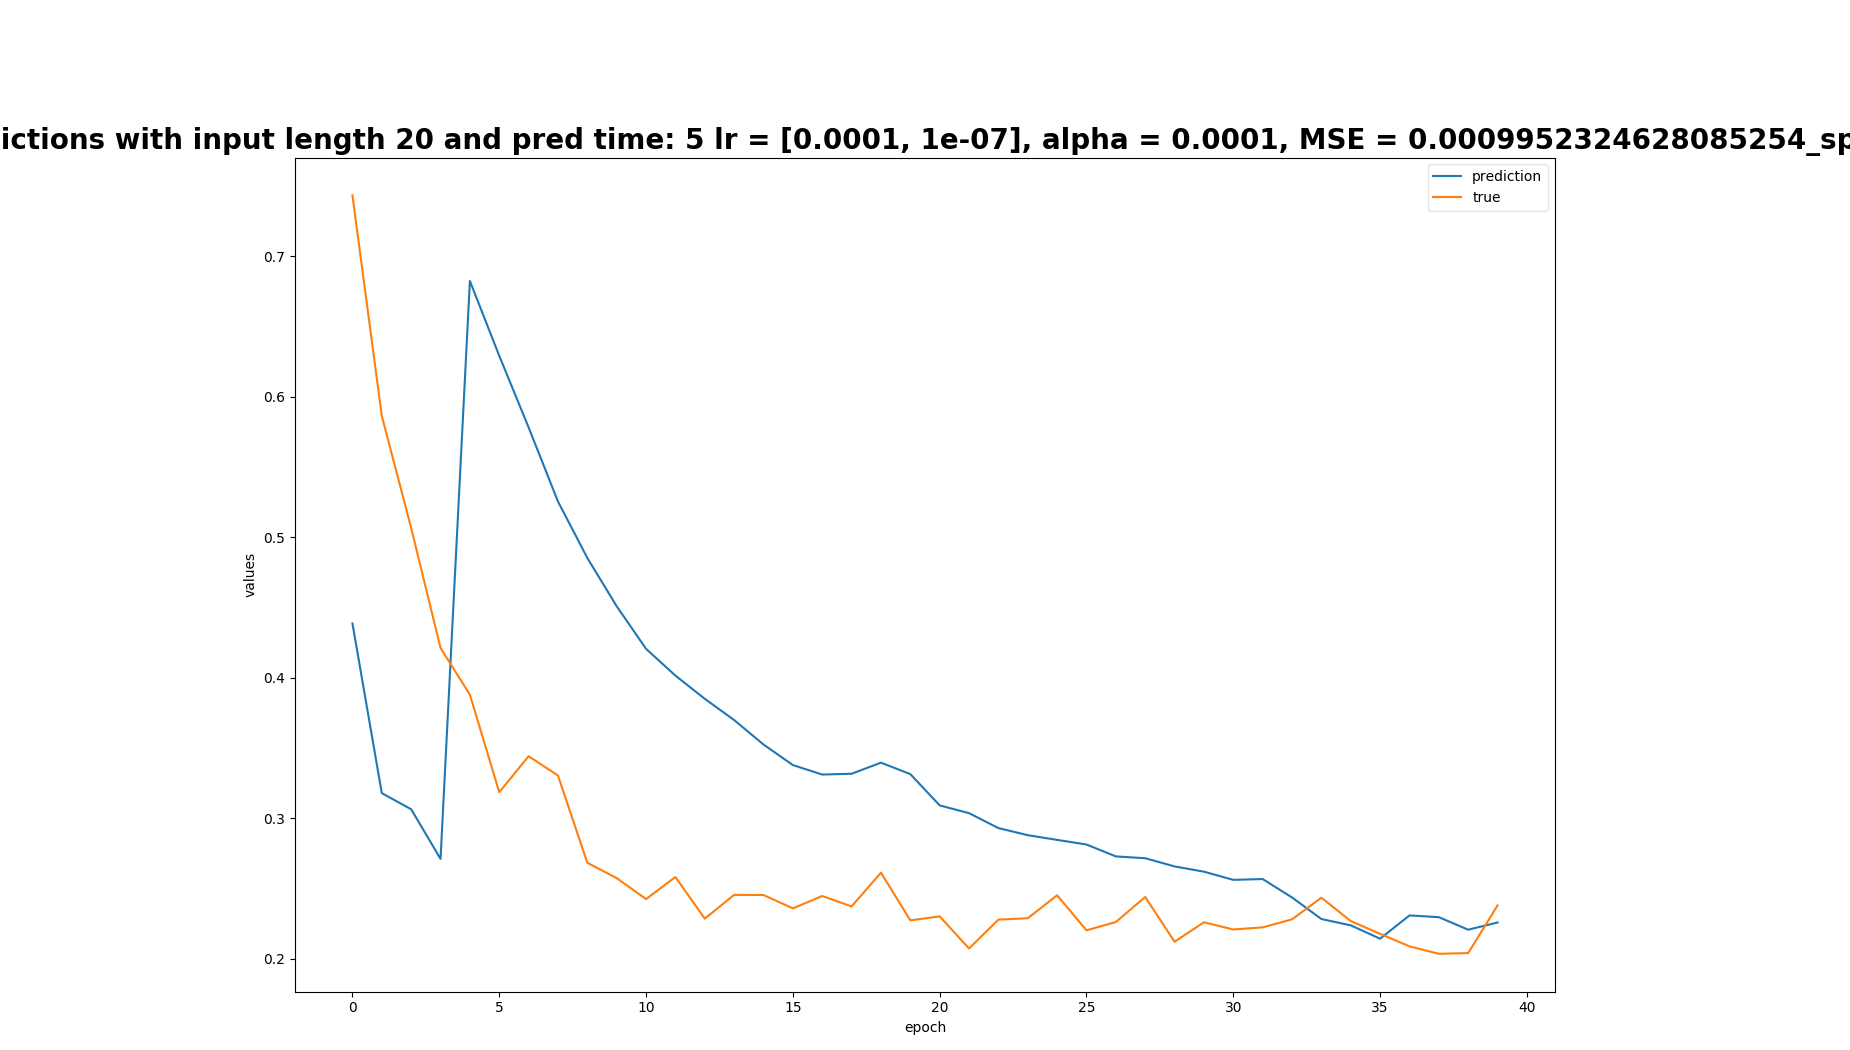 ictions with input length 20 and pred time: 5 lr = [0.0001, 1e-07], alpha = 0.0001, MSE = 0.0009952324628085254_sp
prediction
true
0.7
0.6
0.5
0.4
0.3
0.2
values
0 5 10 15 20 25 30 35 40
epoch